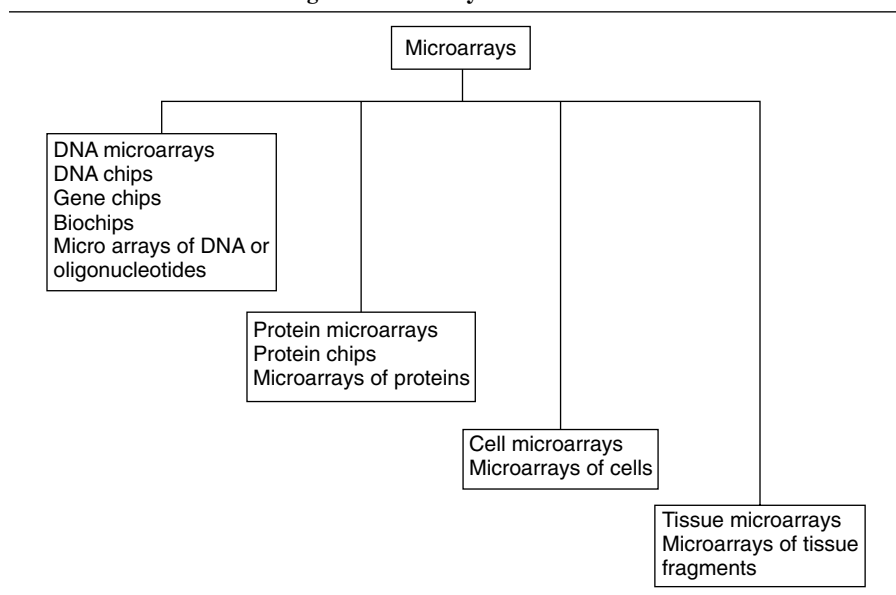 Microarrays
DNA microarrays
DNA chips
Gene chips
Biochips
Micro arrays of DNA or
oligonucleotides
Protein microarrays
Protein chips
Microarrays of proteins
Cell microarrays
Microarrays of cells
Tissue microarrays
Microarrays of tissue
fragments